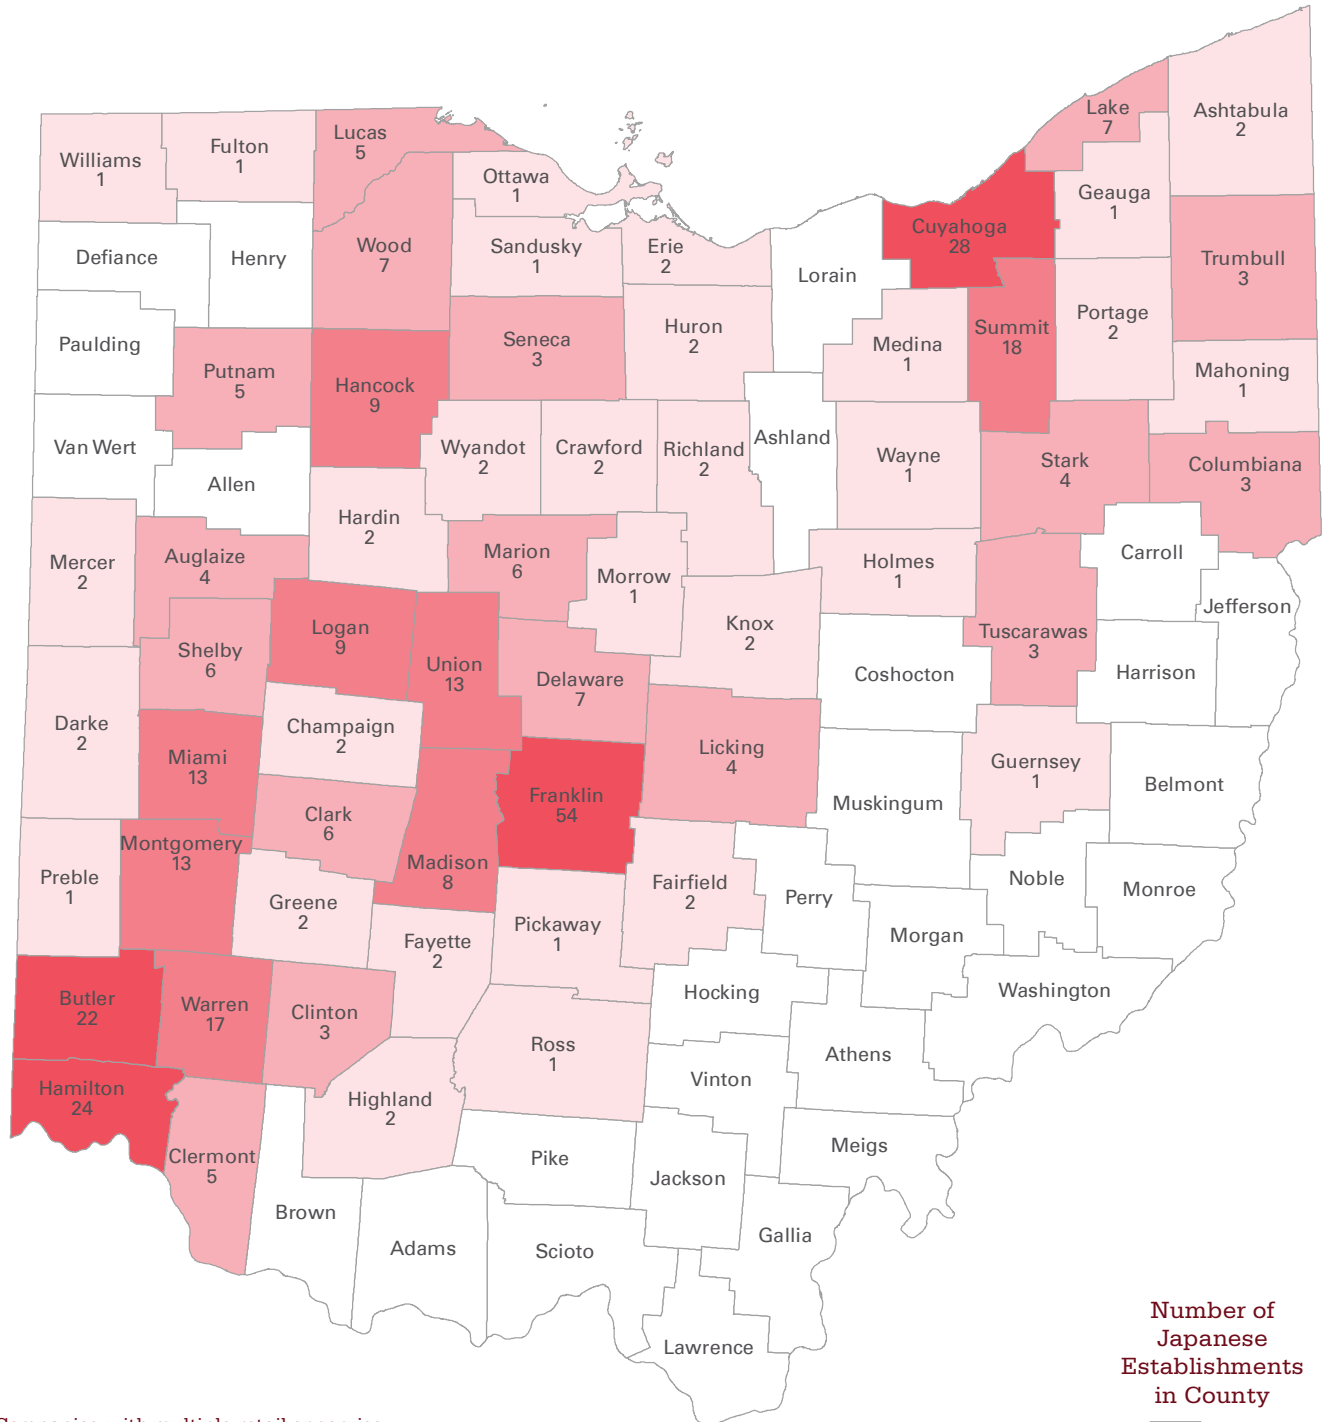 Williams
1
Fulton
1
Lucas
5
Ottawa
1
Lake
7
Ashtabula
2
Geauga
1
Cuyahoga
28
Defiance
Henry
Wood
7
Sandusky
1
Erie
2
Lorain
Trumbull
3
Paulding
Putnam
5
Hancock
9
Seneca
3
Huron
2
Medina
1
Summit
18
Portage
2
Mahoning
1
Van Wert
Allen
Wyandot
2
Crawford
2
Richland
2
Ashland
Wayne
1
Stark
4
Columbiana
3
Mercer
2
Auglaize
4
Hardin
2
Marion
6
Morrow
1
Holmes
1
Carroll
Jefferson
Shelby
6
Logan
9
Union
13
Delaware
7
Knox
2
Coshocton
Tuscarawas
3
Harrison
Darke
2
Miami
13
Champaign
2
Franklin
54
Licking
4
Muskingum
Guernsey
1
Belmont
Clark
6
Madison
8
Preble
1
Montgomery
13
Greene
2
Fayette
2
Pickaway
1
Fairfield
2
Perry
Morgan
Noble
Monroe
Butler
22
Warren
17
Clinton
3
Ross
1
Hocking
Athens
Washington
Hamilton
24
Clermont
5
Highland
2
Vinton
Meigs
Brown
Adams
Pike
Scioto
Jackson
Gallia
Lawrence
Number of
Japanese
Establishments
in County